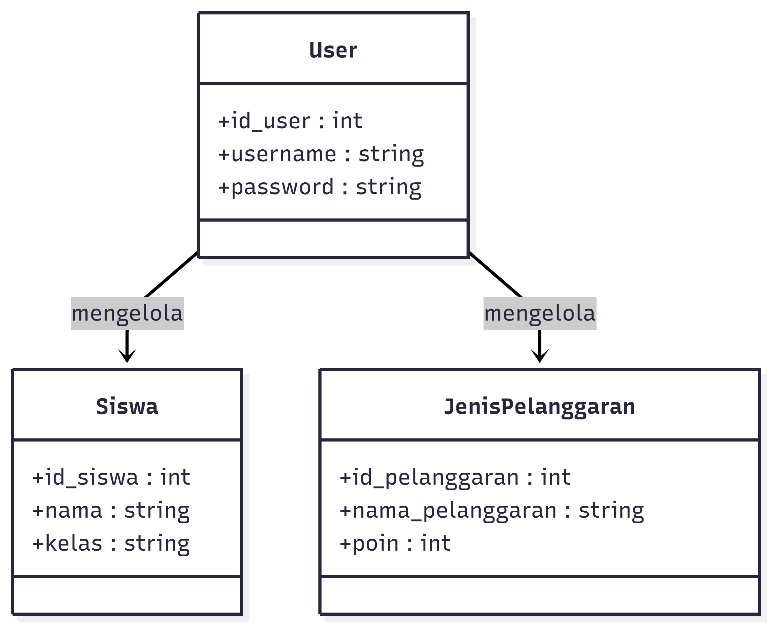 User
+id_user : int
+username : string
+password : string
mengelola
mengelola
Siswa
+id_siswa : int
+nama : string
+kelas : string
JenisPelanggaran
+id_pelanggaran : int
+nama_pelanggaran : string
+poin : int